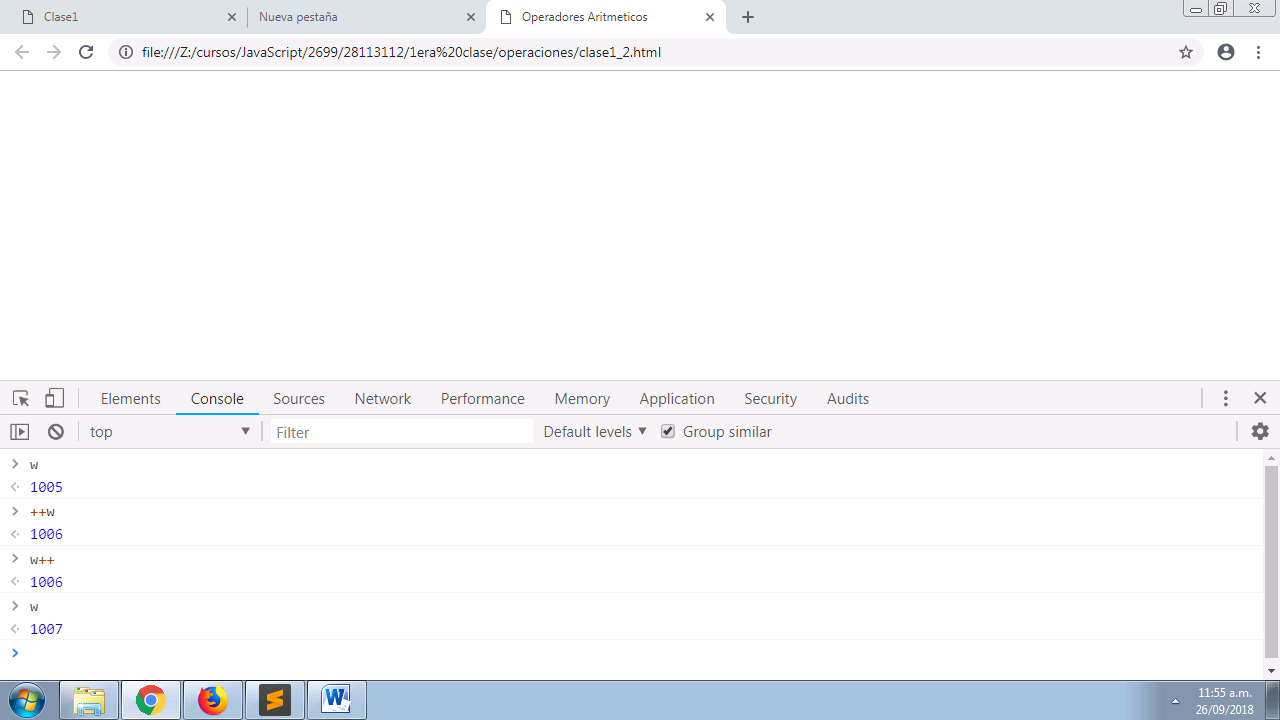 Clase1
Nueva pestaña
Operadores Aritmeticos
file:///Z:/cursos/JavaScript/2699/28113112/1era%20clase/operaciones/clase1_2.html
Elements Console Sources Network Performance Memory Application Security Audits
top Filter Default levels Group similar
w
1005
++w
1006
w++
1006
w
1007
11:55 a.m.
26/09/2018